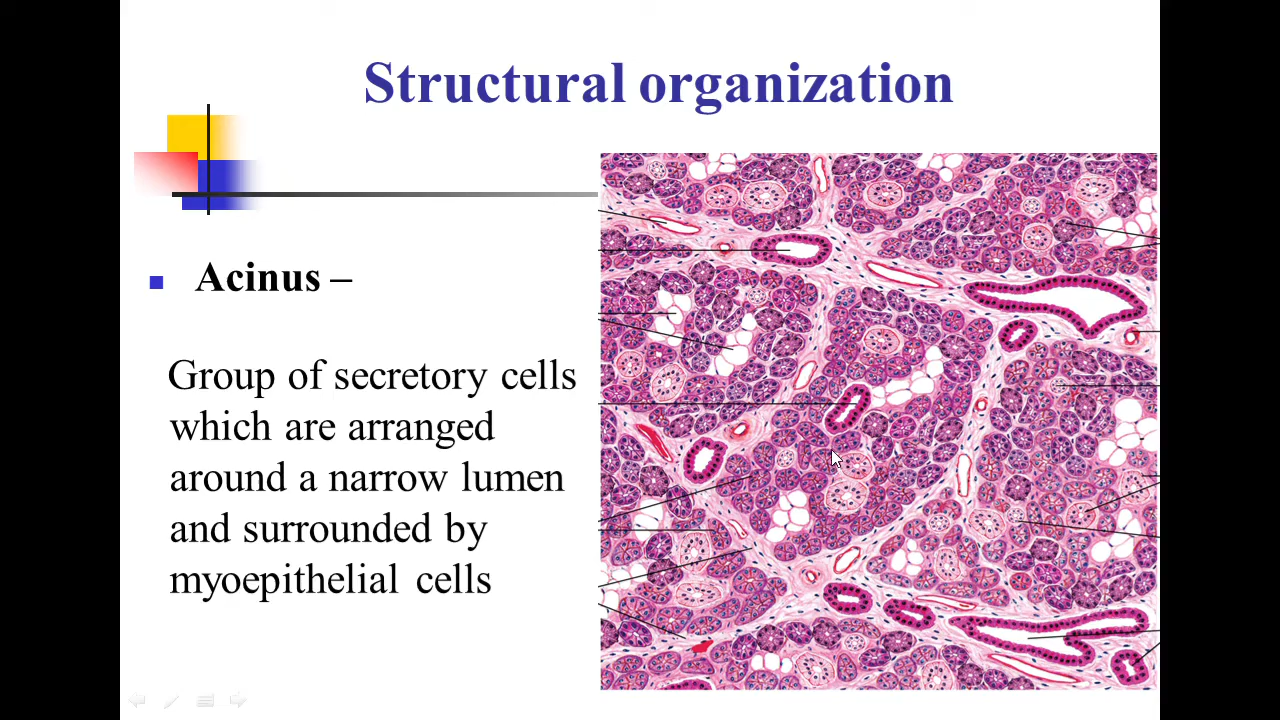 Structural organization
Acinus –
Group of secretory cells
which are arranged
around a narrow lumen
and surrounded by
myoepithelial cells